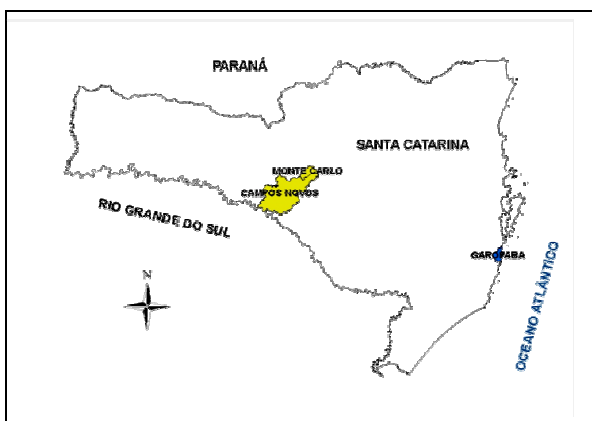 PARANÁ
SANTA CATARINA
MONTE CARLO
CAMPOS NOVOS
RIO GRANDE DO SUL
GAROPABA
N
OCEANO ATLÂNTICO